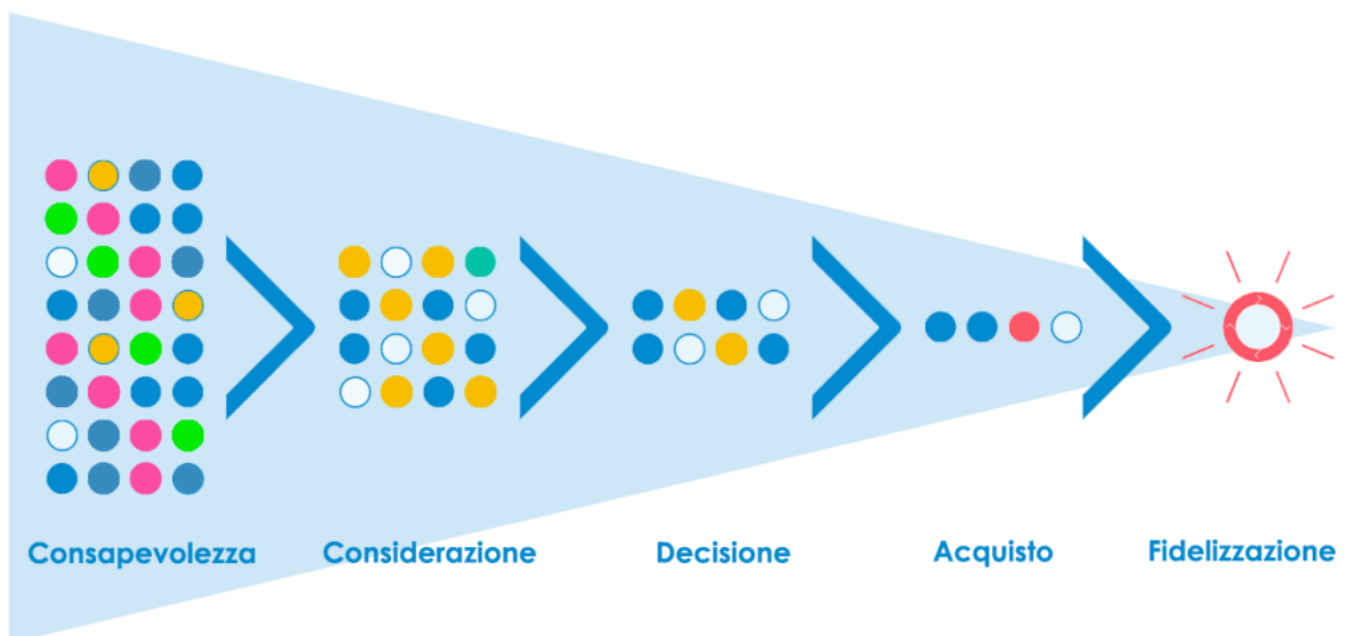 Consapevolezza
Considerazione
Decisione
Acquisto
Fidelizzazione